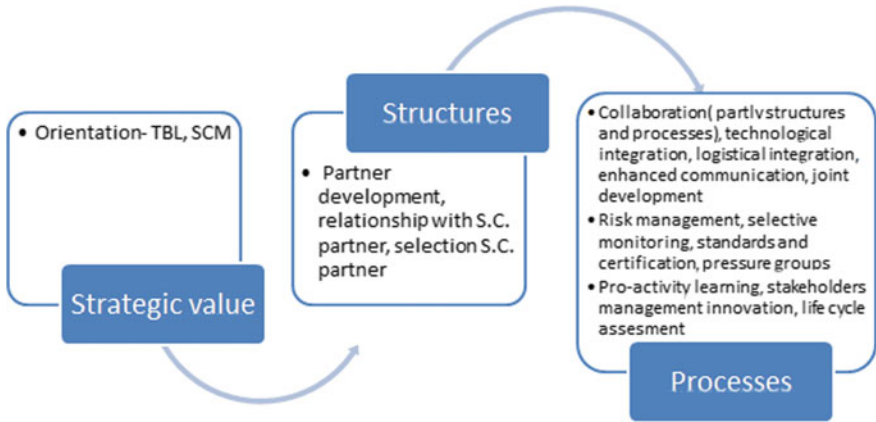 • Orientation- TBL, SCM
Strategic value
Structures
• Partner
development,
relationship with S.C.
partner, selection S.C.
partner
• Collaboration( partly structures
and processes), technological
integration, logistical integration,
enhanced communication, joint
development
• Risk management, selective
monitoring, standards and
certification, pressure groups
• Pro-activity learning, stakeholders
management innovation, life cycle
assesment
Processes